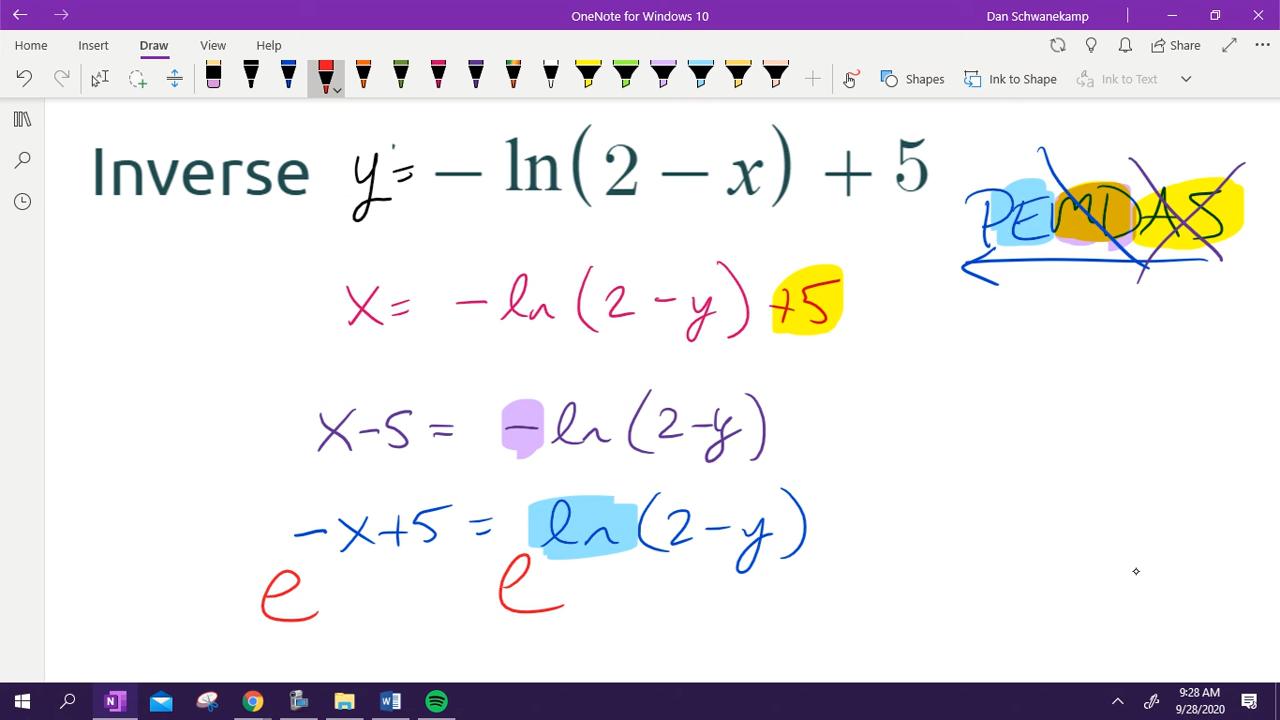 OneNote for Windows 10
Dan Schwanekamp
Home Insert Draw View Help
Share
Shapes
Ink to Shape
Ink to Text
Inverse y = − ln(2 − x) + 5
PEMDAS
x = − ln (2 − y) + 5
x − 5 = − ln (2 − y)
− x + 5 = ln (2 − y)
e e
9:28 AM
9/28/2020